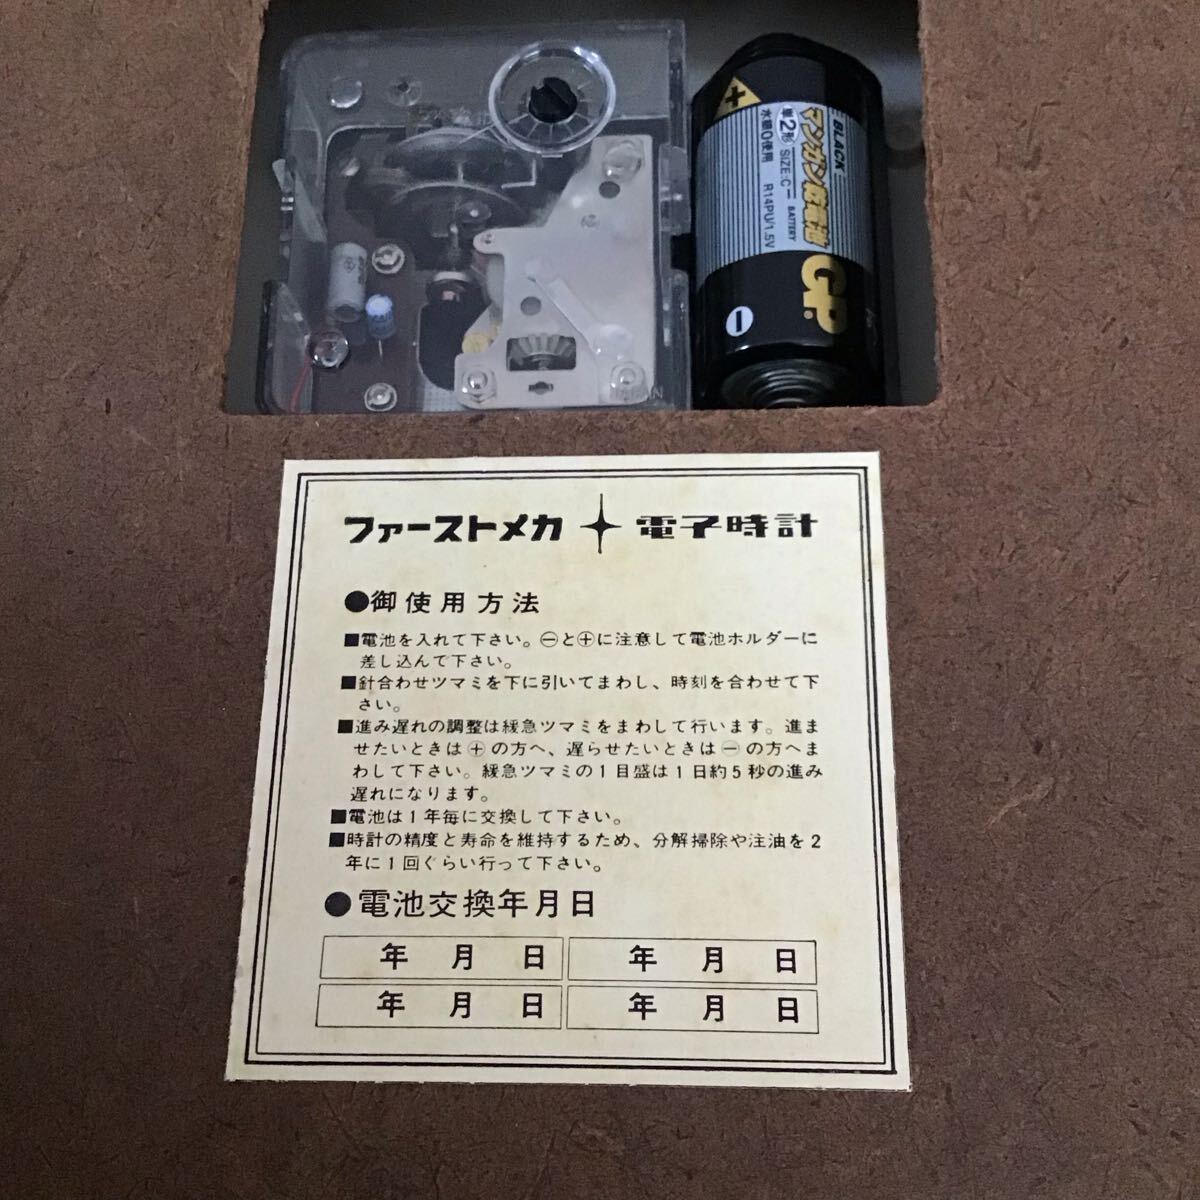 BLACK
マンガン乾電池
単2形 SIZE:C BATTERY
水銀0使用 R14PU/1.5V
GP
ファーストメカ 電子時計
●御使用方法
■電池を入れて下さい。㊀と㊉に注意して電池ホルダーに
差し込んで下さい。
■針合わせツマミを下に引いてまわし、時刻を合わせて下
さい。
■進み遅れの調整は緩急ツマミをまわして行います。進ま
せたいときは⊕の方へ、遅らせたいときは⊖の方へま
わして下さい。緩急ツマミの1目盛は1日約5秒の進み
遅れになります。
■電池は1年毎に交換して下さい。
■時計の精度と寿命を維持するため、分解掃除や注油を2
年に1回ぐらい行って下さい。
●電池交換年月日
年 月 日 年 月 日
年 月 日 年 月 日